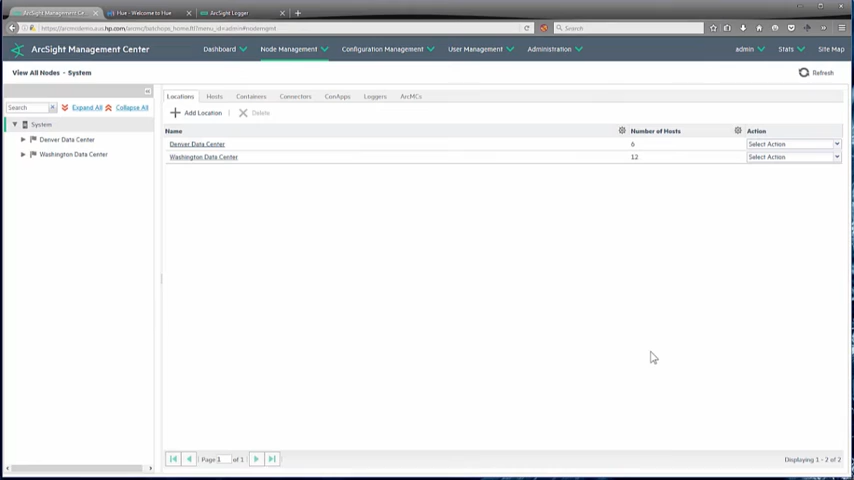 ArcSight Management Ce...
Hue - Welcome to Hue
ArcSight Logger
Search
ArcSight Management Center
Dashboard
Node Management
Configuration Management
User Management
Administration
admin
Stats
Site Map
View All Nodes - System
Refresh
Locations
Hosts
Containers
Connectors
ConApps
Loggers
ArcMCs
Search
Expand All
Collapse All
Add Location
Delete
System
Name
Number of Hosts
Action
Denver Data Center
Denver Data Center
6
Select Action
Washington Data Center
Washington Data Center
12
Select Action
Page 1 of 1
Displaying 1 - 2 of 2